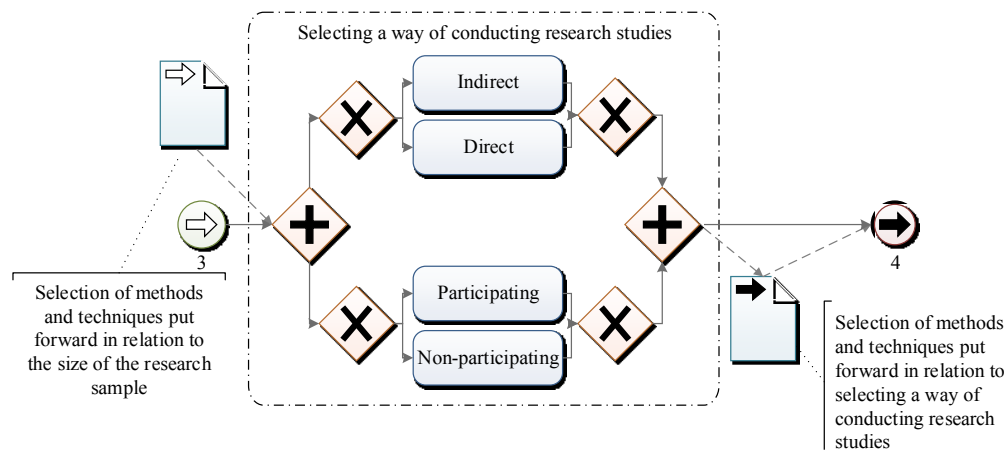 Selecting a way of conducting research studies
Indirect
Direct
3
4
Participating
Non-participating
Selection of methods
and techniques put
forward in relation to
the size of the research
sample
Selection of methods
and techniques put
forward in relation to
selecting a way of
conducting research
studies